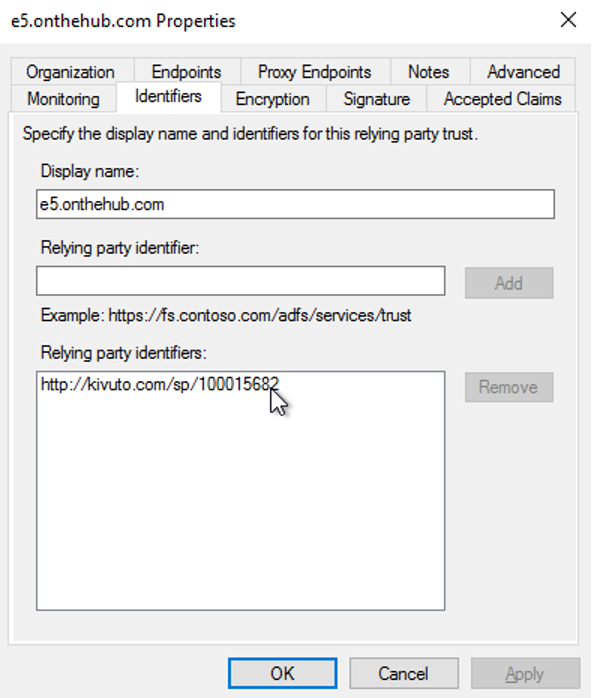 e5.onthehub.com Properties
Organization Endpoints Proxy Endpoints Notes Advanced
Monitoring Identifiers Encryption Signature Accepted Claims
Specify the display name and identifiers for this relying party trust.
Display name:
e5.onthehub.com
Relying party identifier:
Add
Example: https://fs.contoso.com/adfs/services/trust
Relying party identifiers:
http://kivuto.com/sp/100015682
Remove
OK Cancel Apply